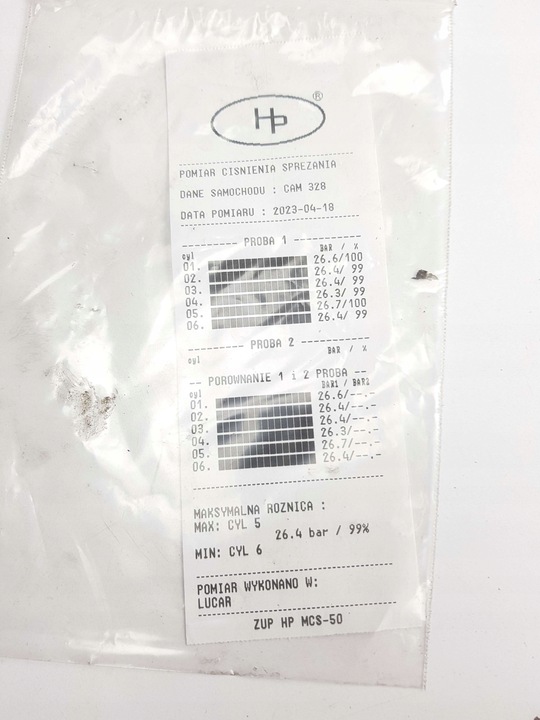 Hp ®
POMIAR CISNIENIA SPREZANIA
DANE SAMOCHODU : CAM 328
DATA POMIARU : 2023-04-18
---------- PROBA 1 ----------
cyl BAR / %
01. 26.6/100
02. 26.4/ 99
03. 26.4/ 99
04. 26.3/ 99
05. 26.7/100
06. 26.4/ 99
---------- PROBA 2 ----------
cyl BAR / %
-- POROWNANIE 1 i 2 PROBA --
cyl BAR1 / BAR2
01. 26.6/--.-
02. 26.4/--.-
03. 26.4/--.-
04. 26.3/--.-
05. 26.7/--.-
06. 26.4/--.-
MAKSYMALNA ROZNICA :
MAX: CYL 5
26.4 bar / 99%
MIN: CYL 6
POMIAR WYKONANO W:
LUCAR
ZUP HP MCS-50